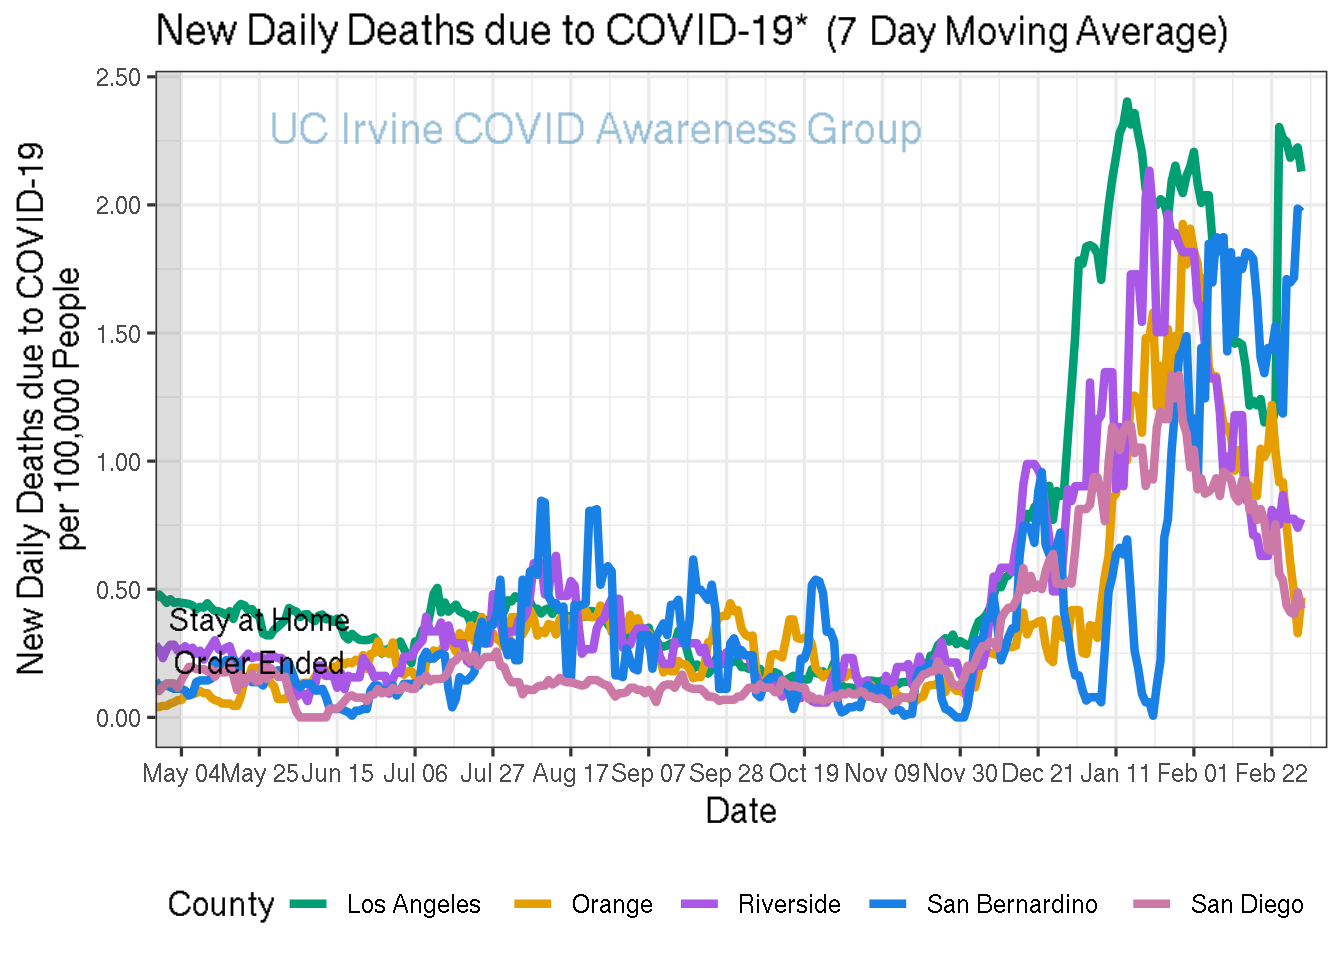 New Daily Deaths due to COVID-19* (7 Day Moving Average)
UC Irvine COVID Awareness Group
New Daily Deaths due to COVID-19
per 100,000 People
2.50
2.00
1.50
1.00
0.50
0.00
Stay at Home
Order Ended
May 04 May 25 Jun 15 Jul 06 Jul 27 Aug 17 Sep 07 Sep 28 Oct 19 Nov 09 Nov 30 Dec 21 Jan 11 Feb 01 Feb 22
Date
County Los Angeles Orange Riverside San Bernardino San Diego